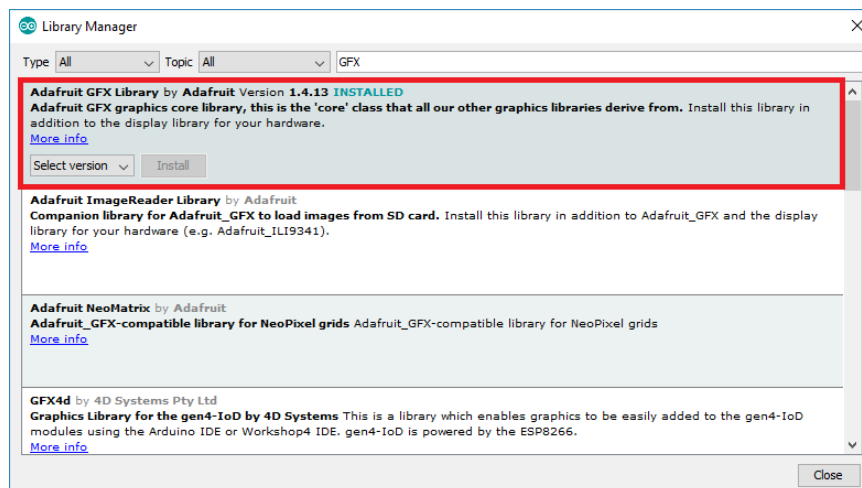 Library Manager
Type All Topic All GFX
Adafruit GFX Library by Adafruit Version 1.4.13 INSTALLED
Adafruit GFX graphics core library, this is the 'core' class that all our other graphics libraries derive from. Install this library in
addition to the display library for your hardware.
More info
Select version Install
Adafruit ImageReader Library by Adafruit
Companion library for Adafruit_GFX to load images from SD card. Install this library in addition to Adafruit_GFX and the display
library for your hardware (e.g. Adafruit_ILI9341).
More info
Adafruit NeoMatrix by Adafruit
Adafruit_GFX-compatible library for NeoPixel grids Adafruit_GFX-compatible library for NeoPixel grids
More info
GFX4d by 4D Systems Pty Ltd
Graphics Library for the gen4-IoD by 4D Systems This is a library which enables graphics to be easily added to the gen4-IoD
modules using the Arduino IDE or Workshop4 IDE. gen4-IoD is powered by the ESP8266.
More info
Close